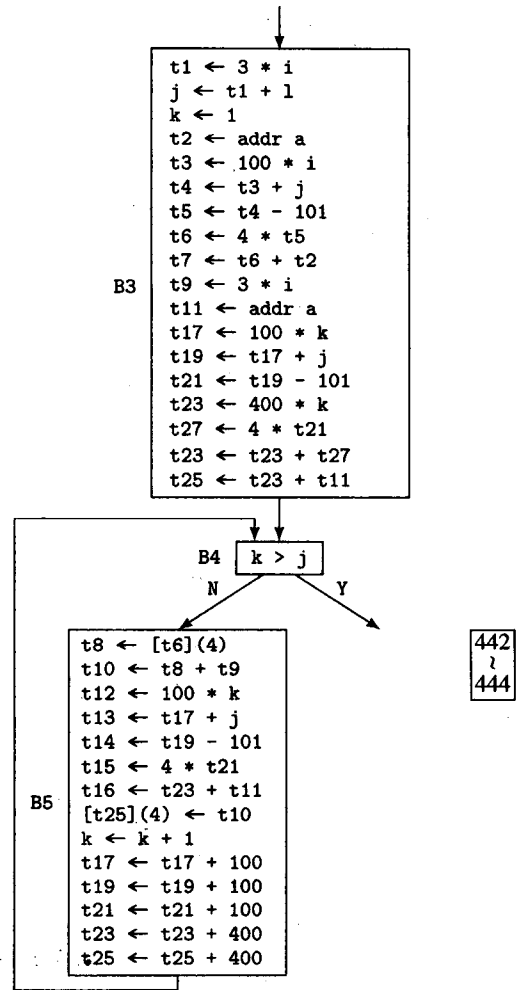 t1 ← 3 * i
j ← t1 + 1
k ← 1
t2 ← addr a
t3 ← 100 * i
t4 ← t3 + j
t5 ← t4 - 101
t6 ← 4 * t5
t7 ← t6 + t2
B3
t9 ← 3 * i
t11 ← addr a
t17 ← 100 * k
t19 ← t17 + j
t21 ← t19 - 101
t23 ← 400 * k
t27 ← 4 * t21
t23 ← t23 + t27
t25 ← t23 + t11
B4 k > j
N Y
t8 ← [t6](4)
t10 ← t8 + t9
t12 ← 100 * k
t13 ← t17 + j
t14 ← t19 - 101
t15 ← 4 * t21
t16 ← t23 + t11
B5
[t25](4) ← t10
k ← k + 1
t17 ← t17 + 100
t19 ← t19 + 100
t21 ← t21 + 100
t23 ← t23 + 400
t25 ← t25 + 400
442
≀
444